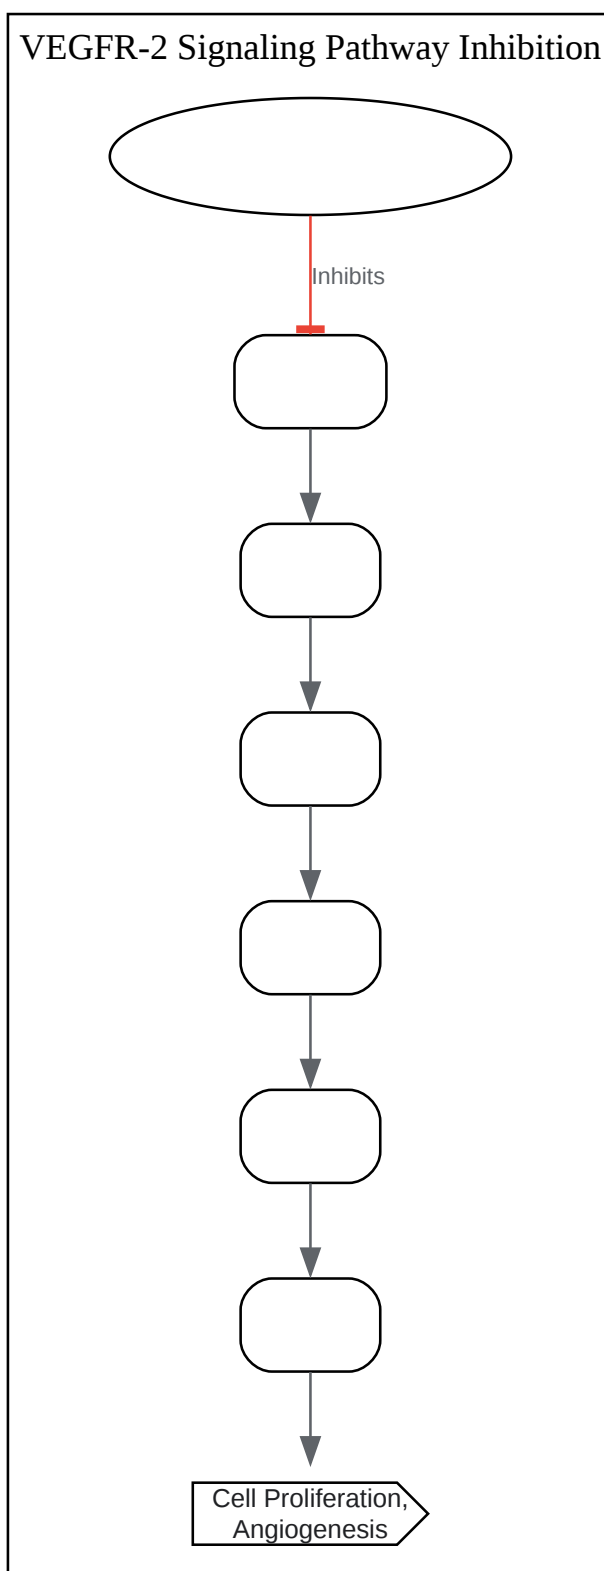 VEGFR-2 Signaling Pathway Inhibition
Inhibits
Cell Proliferation,
Angiogenesis